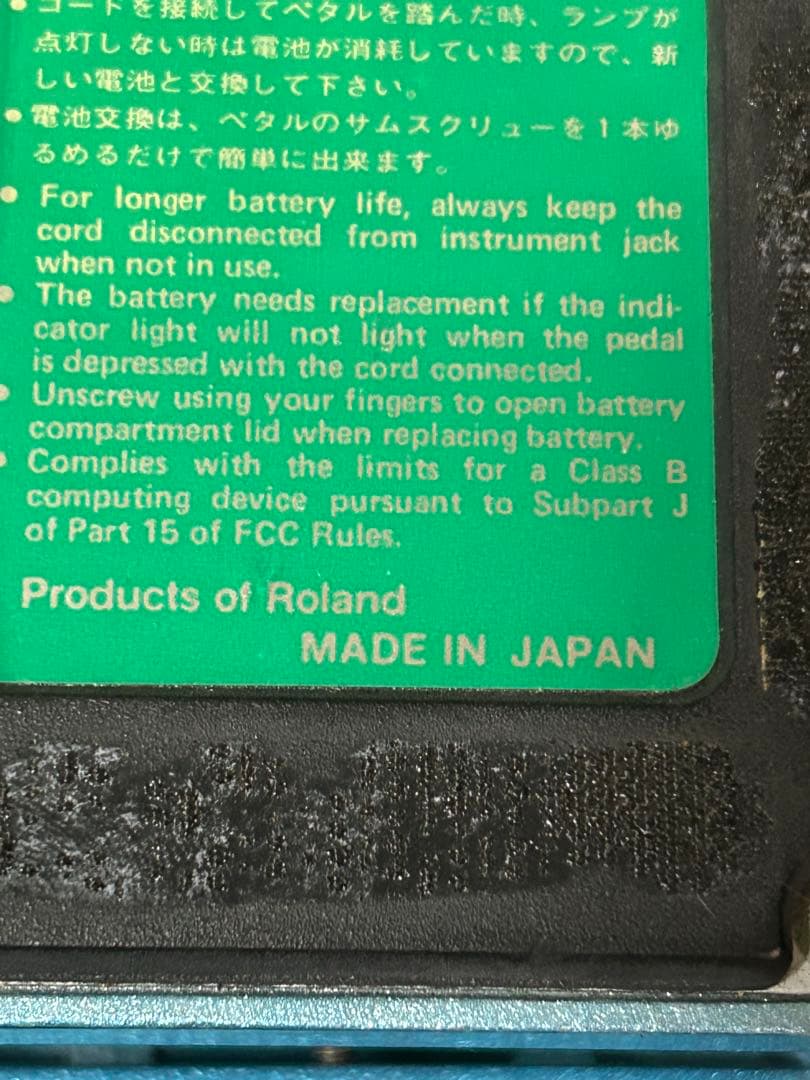 ●コードを接続してペダルを踏んだ時、ランプが
点灯しない時は電池が消耗していますので、新
しい電池と交換して下さい。
●電池交換は、ペダルのサムスクリューを1本ゆ
るめるだけで簡単に出来ます。
● For longer battery life, always keep the
cord disconnected from instrument jack
when not in use.
● The battery needs replacement if the indi-
cator light will not light when the pedal
is depressed with the cord connected.
● Unscrew using your fingers to open battery
compartment lid when replacing battery.
● Complies with the limits for a Class B
computing device pursuant to Subpart J
of Part 15 of FCC Rules.
Products of Roland
MADE IN JAPAN